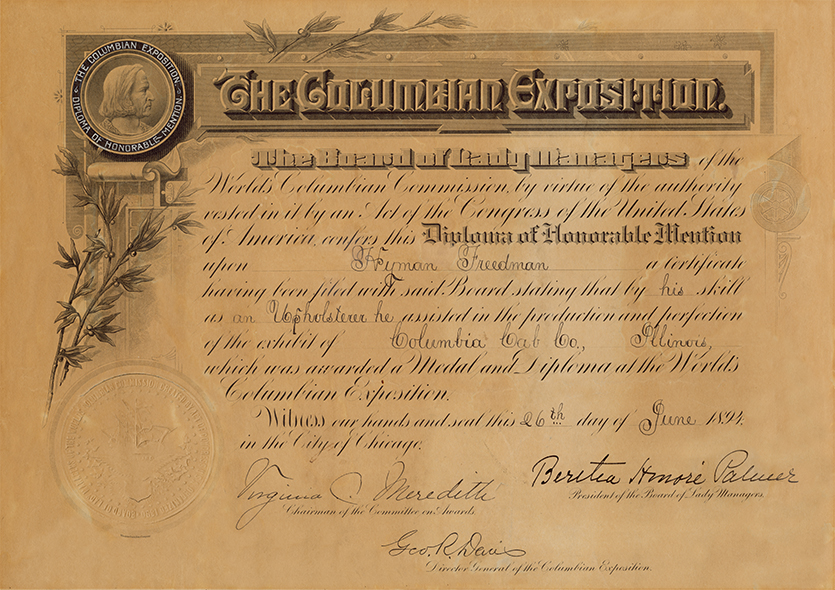 THE COLUMBIAN EXPOSITION.
DIPLOMA OF HONORABLE MENTION.
The Columbian Exposition.
The Board of Lady Managers of the
World's Columbian Commission, by virtue of the authority
vested in it by an Act of the Congress of the United States
of America, confers this Diploma of Honorable Mention
upon Hyman Freedman a certificate
having been filed with said Board stating that by his skill
as an Upholsterer he assisted in the production and perfection
of the exhibit of Columbia Cab Co., Illinois,
which was awarded a Medal and Diploma at the World's
Columbian Exposition.
Witness our hands and seal this 26th day of June 1894,
in the City of Chicago.
Virginia C. Meredith
Chairman of the Committee on Awards.
Bertha Honoré Palmer
President of the Board of Lady Managers.
Geo. R. Davis
Director General of the Columbian Exposition.